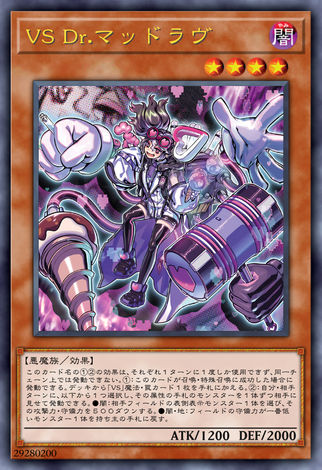 VS Dr.マッドラヴ
やみ
闇
【悪魔族／効果】
このカード名の①②の効果は、それぞれ１ターンに１度しか使用できず、同一チ
ェーン上では発動できない。①：このカードが召喚・特殊召喚に成功した場合に
発動できる。デッキから「VS」魔法・罠カード１枚を手札に加える。②：自分・相手
ターンに、以下から１つ選択し、その属性の手札のモンスターを１体ずつ相手に
見せて発動できる。●闇：相手フィールドの表側表示モンスター１体を選び、そ
の攻撃力・守備力を５００ダウンする。●闇・地：フィールドの守備力が一番低
いモンスター１体を持ち主の手札に戻す。
ATK/1200 DEF/2000
29280200